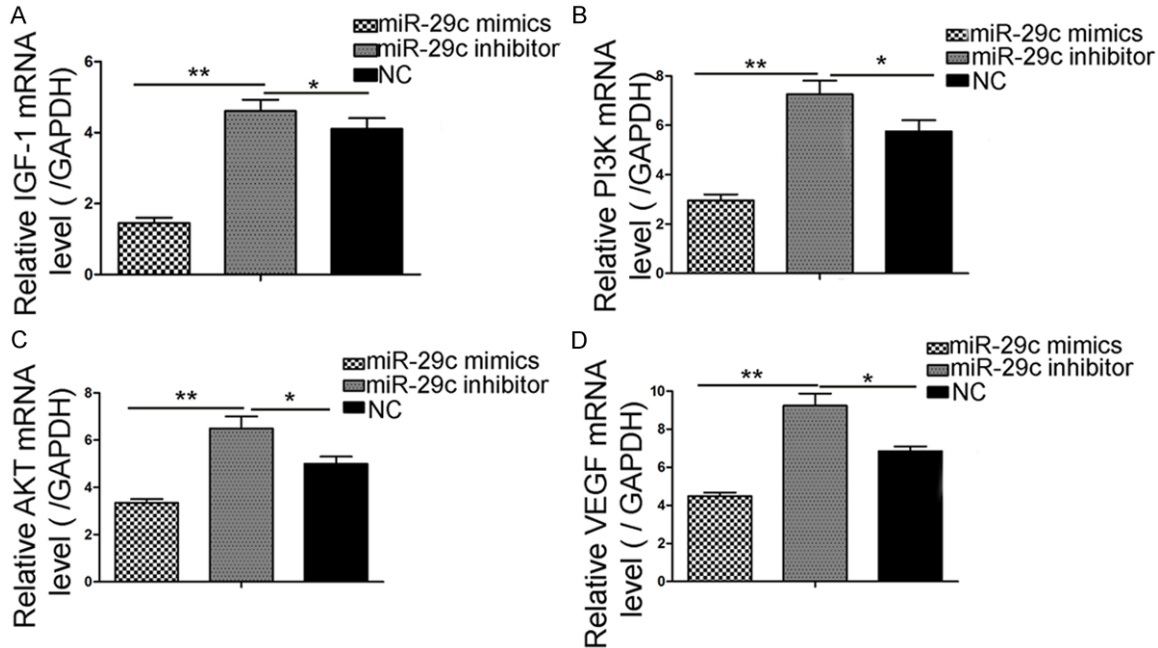 A
miR-29c mimics
miR-29c inhibitor
NC
Relative IGF-1 mRNA
level ( /GAPDH)
6
4
2
0
**
*
B
miR-29c mimics
miR-29c inhibitor
NC
Relative PI3K mRNA
level ( /GAPDH)
8
6
4
2
0
**
*
C
miR-29c mimics
miR-29c inhibitor
NC
Relative AKT mRNA
level ( /GAPDH)
8
6
4
2
0
**
*
D
miR-29c mimics
miR-29c inhibitor
NC
Relative VEGF mRNA
level ( / GAPDH)
10
8
6
4
2
0
**
*